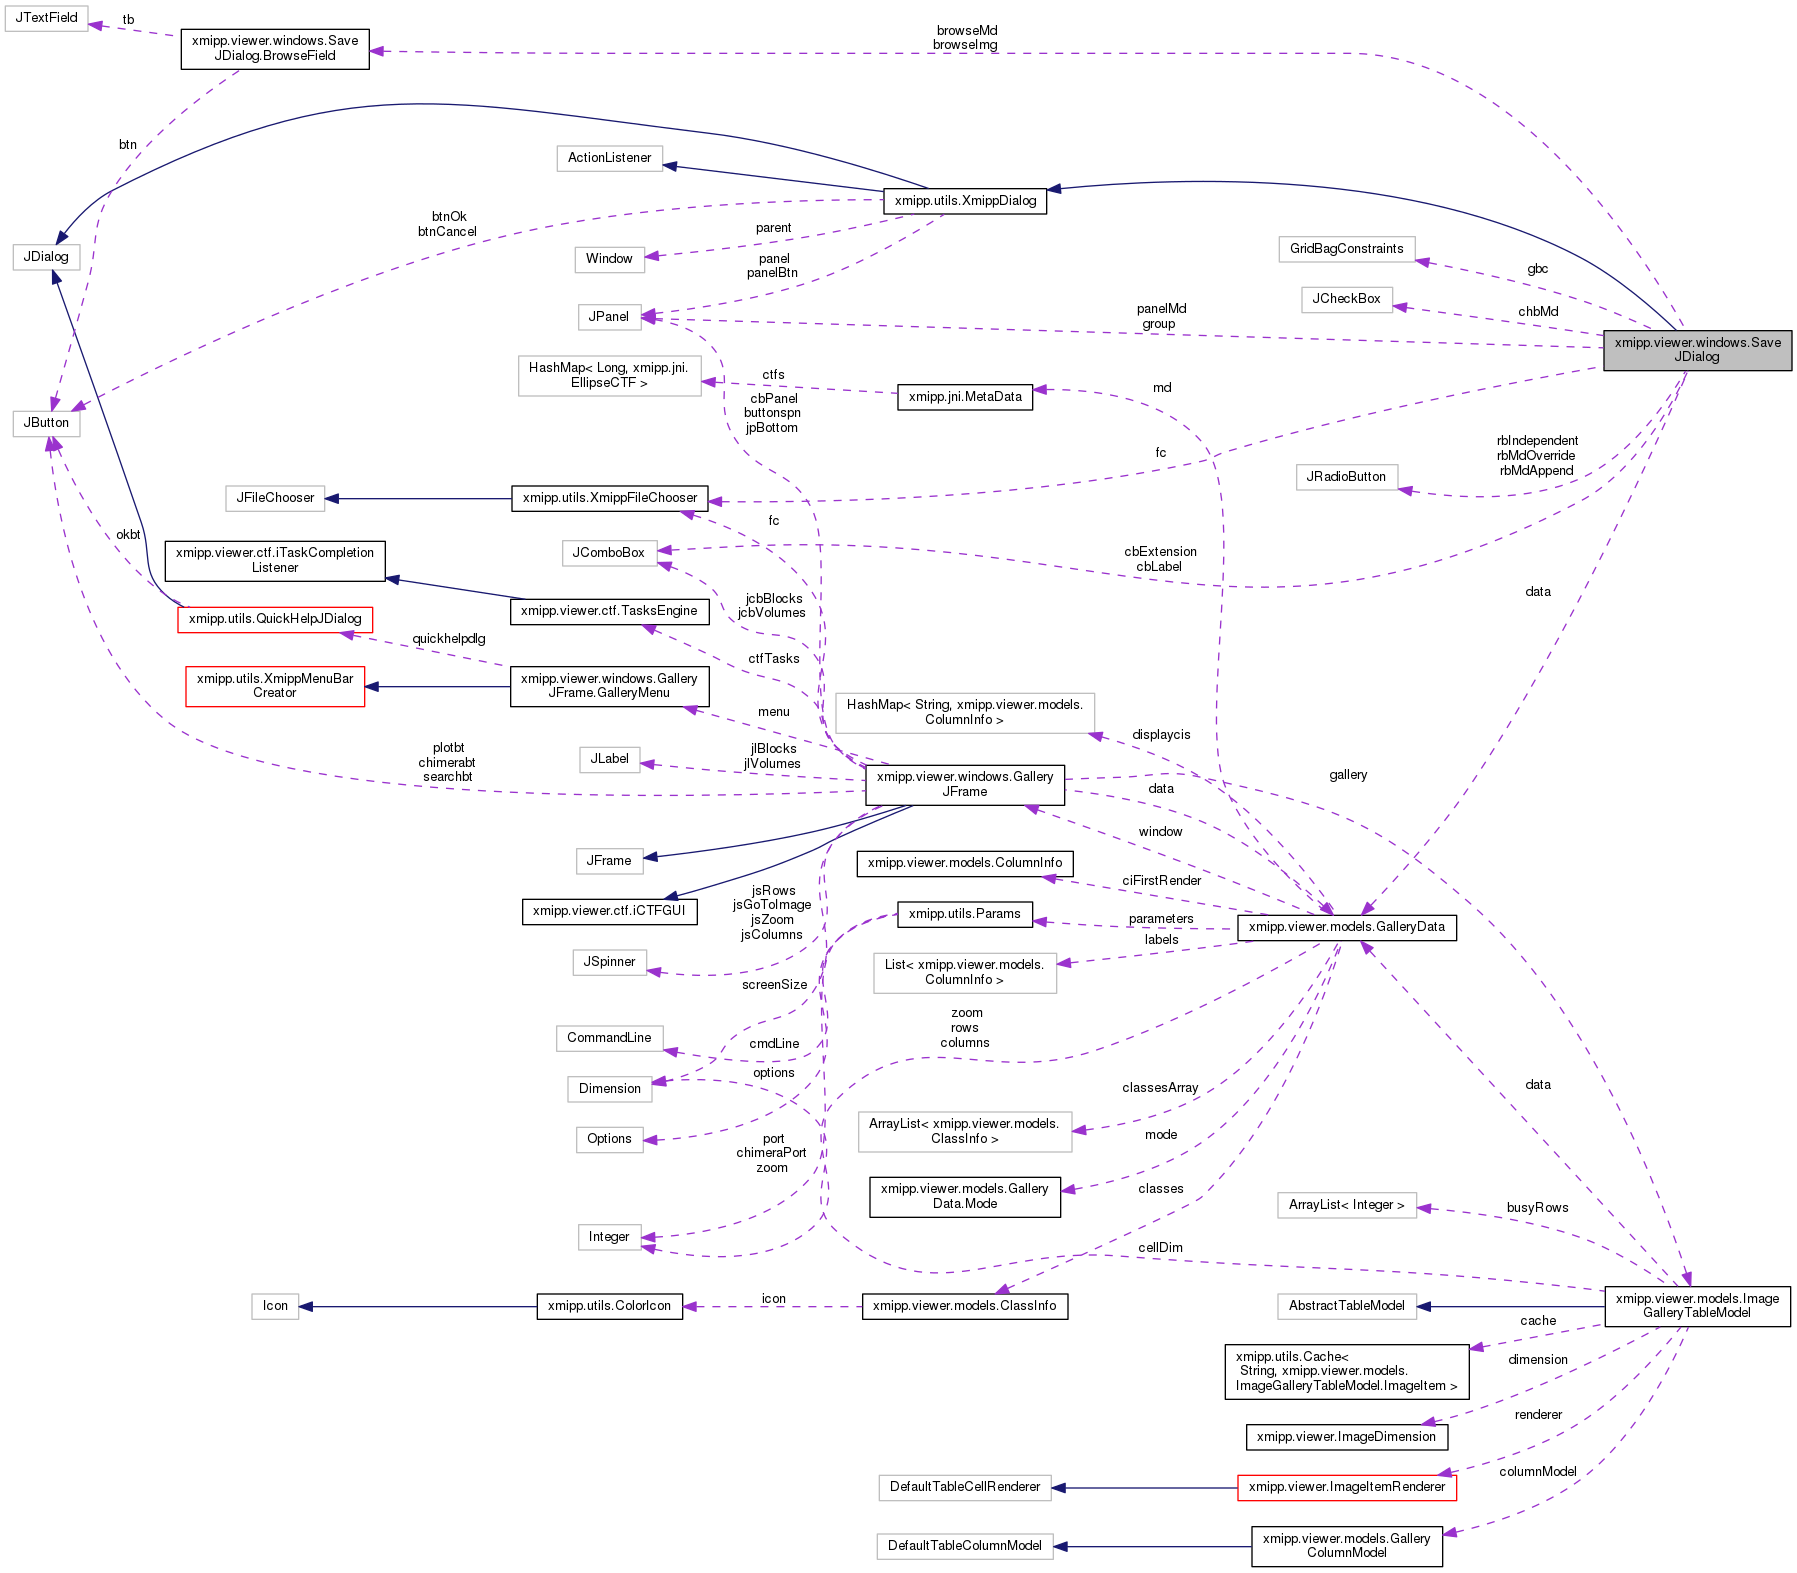 JTextField
tb
xmipp.viewer.windows.Save
JDialog.BrowseField
browseMd
browseImg
btn
ActionListener
xmipp.utils.XmippDialog
btnOk
btnCancel
parent
Window
panel
panelBtn
JDialog
GridBagConstraints
gbc
JCheckBox
chbMd
JPanel
panelMd
group
xmipp.viewer.windows.Save
JDialog
HashMap< Long, xmipp.jni.
EllipseCTF >
ctfs
xmipp.jni.MetaData
md
cbPanel
buttonspn
jpBottom
JButton
fc
rbIndependent
rbMdOverride
rbMdAppend
JRadioButton
JFileChooser
xmipp.utils.XmippFileChooser
fc
okbt
xmipp.viewer.ctf.iTaskCompletion
Listener
JComboBox
cbExtension
cbLabel
jcbBlocks
jcbVolumes
data
xmipp.viewer.ctf.TasksEngine
xmipp.utils.QuickHelpJDialog
quickhelpdlg
ctfTasks
xmipp.utils.XmippMenuBar
Creator
xmipp.viewer.windows.Gallery
JFrame.GalleryMenu
menu
HashMap< String, xmipp.viewer.models.
ColumnInfo >
displaycis
plotbt
chimerabt
searchbt
JLabel
jlBlocks
jlVolumes
xmipp.viewer.windows.Gallery
JFrame
gallery
data
window
JFrame
xmipp.viewer.models.ColumnInfo
ciFirstRender
xmipp.viewer.ctf.iCTFGUI
jsRows
jsGoToImage
jsZoom
jsColumns
xmipp.utils.Params
parameters
xmipp.viewer.models.GalleryData
labels
JSpinner
List< xmipp.viewer.models.
ColumnInfo >
screenSize
zoom
rows
columns
CommandLine
cmdLine
Dimension
options
classesArray
data
ArrayList< xmipp.viewer.models.
ClassInfo >
Options
port
chimeraPort
zoom
mode
xmipp.viewer.models.Gallery
Data.Mode
classes
ArrayList< Integer >
busyRows
Integer
cellDim
Icon
xmipp.utils.ColorIcon
icon
xmipp.viewer.models.ClassInfo
AbstractTableModel
xmipp.viewer.models.Image
GalleryTableModel
cache
xmipp.utils.Cache<
String, xmipp.viewer.models.
ImageGalleryTableModel.ImageItem >
dimension
renderer
xmipp.viewer.ImageDimension
columnModel
DefaultTableCellRenderer
xmipp.viewer.ImageItemRenderer
DefaultTableColumnModel
xmipp.viewer.models.Gallery
ColumnModel